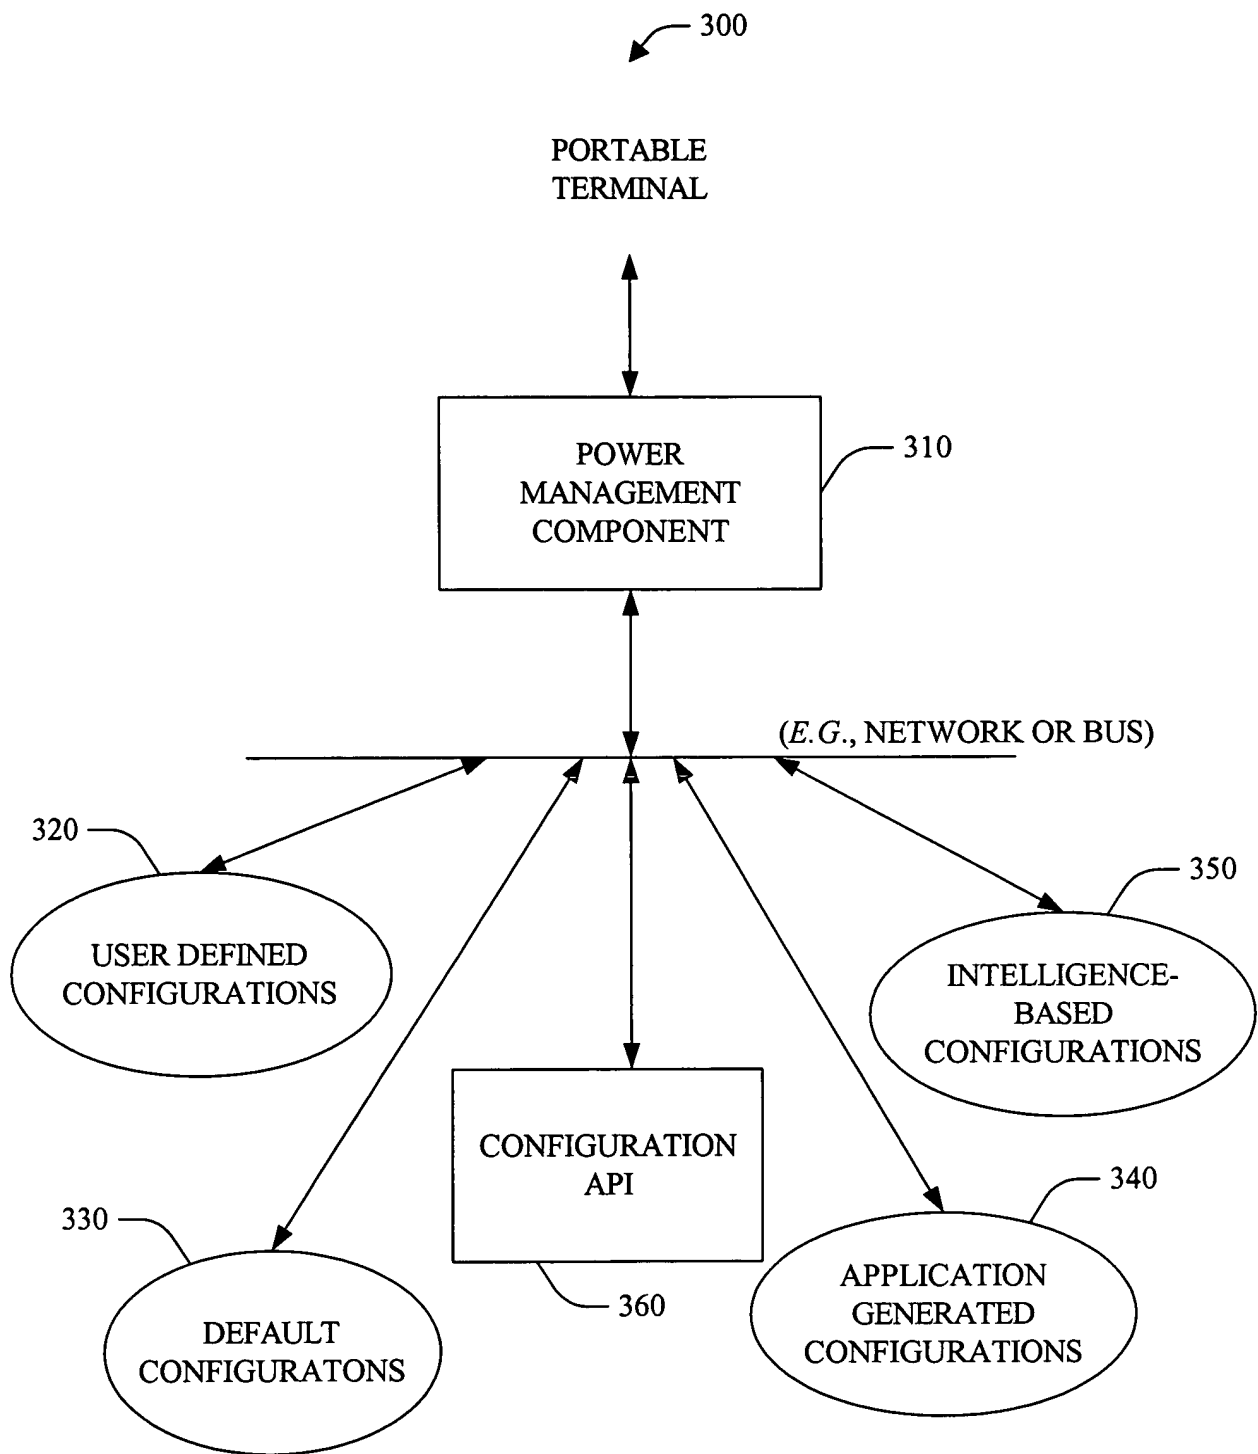 300
PORTABLE
TERMINAL
POWER
MANAGEMENT
COMPONENT
310
(E.G., NETWORK OR BUS)
320
USER DEFINED
CONFIGURATIONS
350
INTELLIGENCE-
BASED
CONFIGURATIONS
CONFIGURATION
API
360
330
DEFAULT
CONFIGURATONS
340
APPLICATION
GENERATED
CONFIGURATIONS